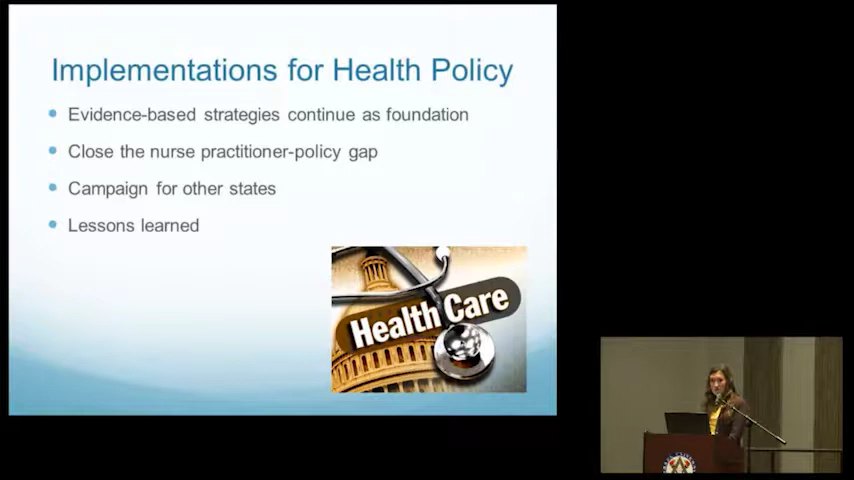 Implementations for Health Policy
Evidence-based strategies continue as foundation
Close the nurse practitioner-policy gap
Campaign for other states
Lessons learned
Health Care